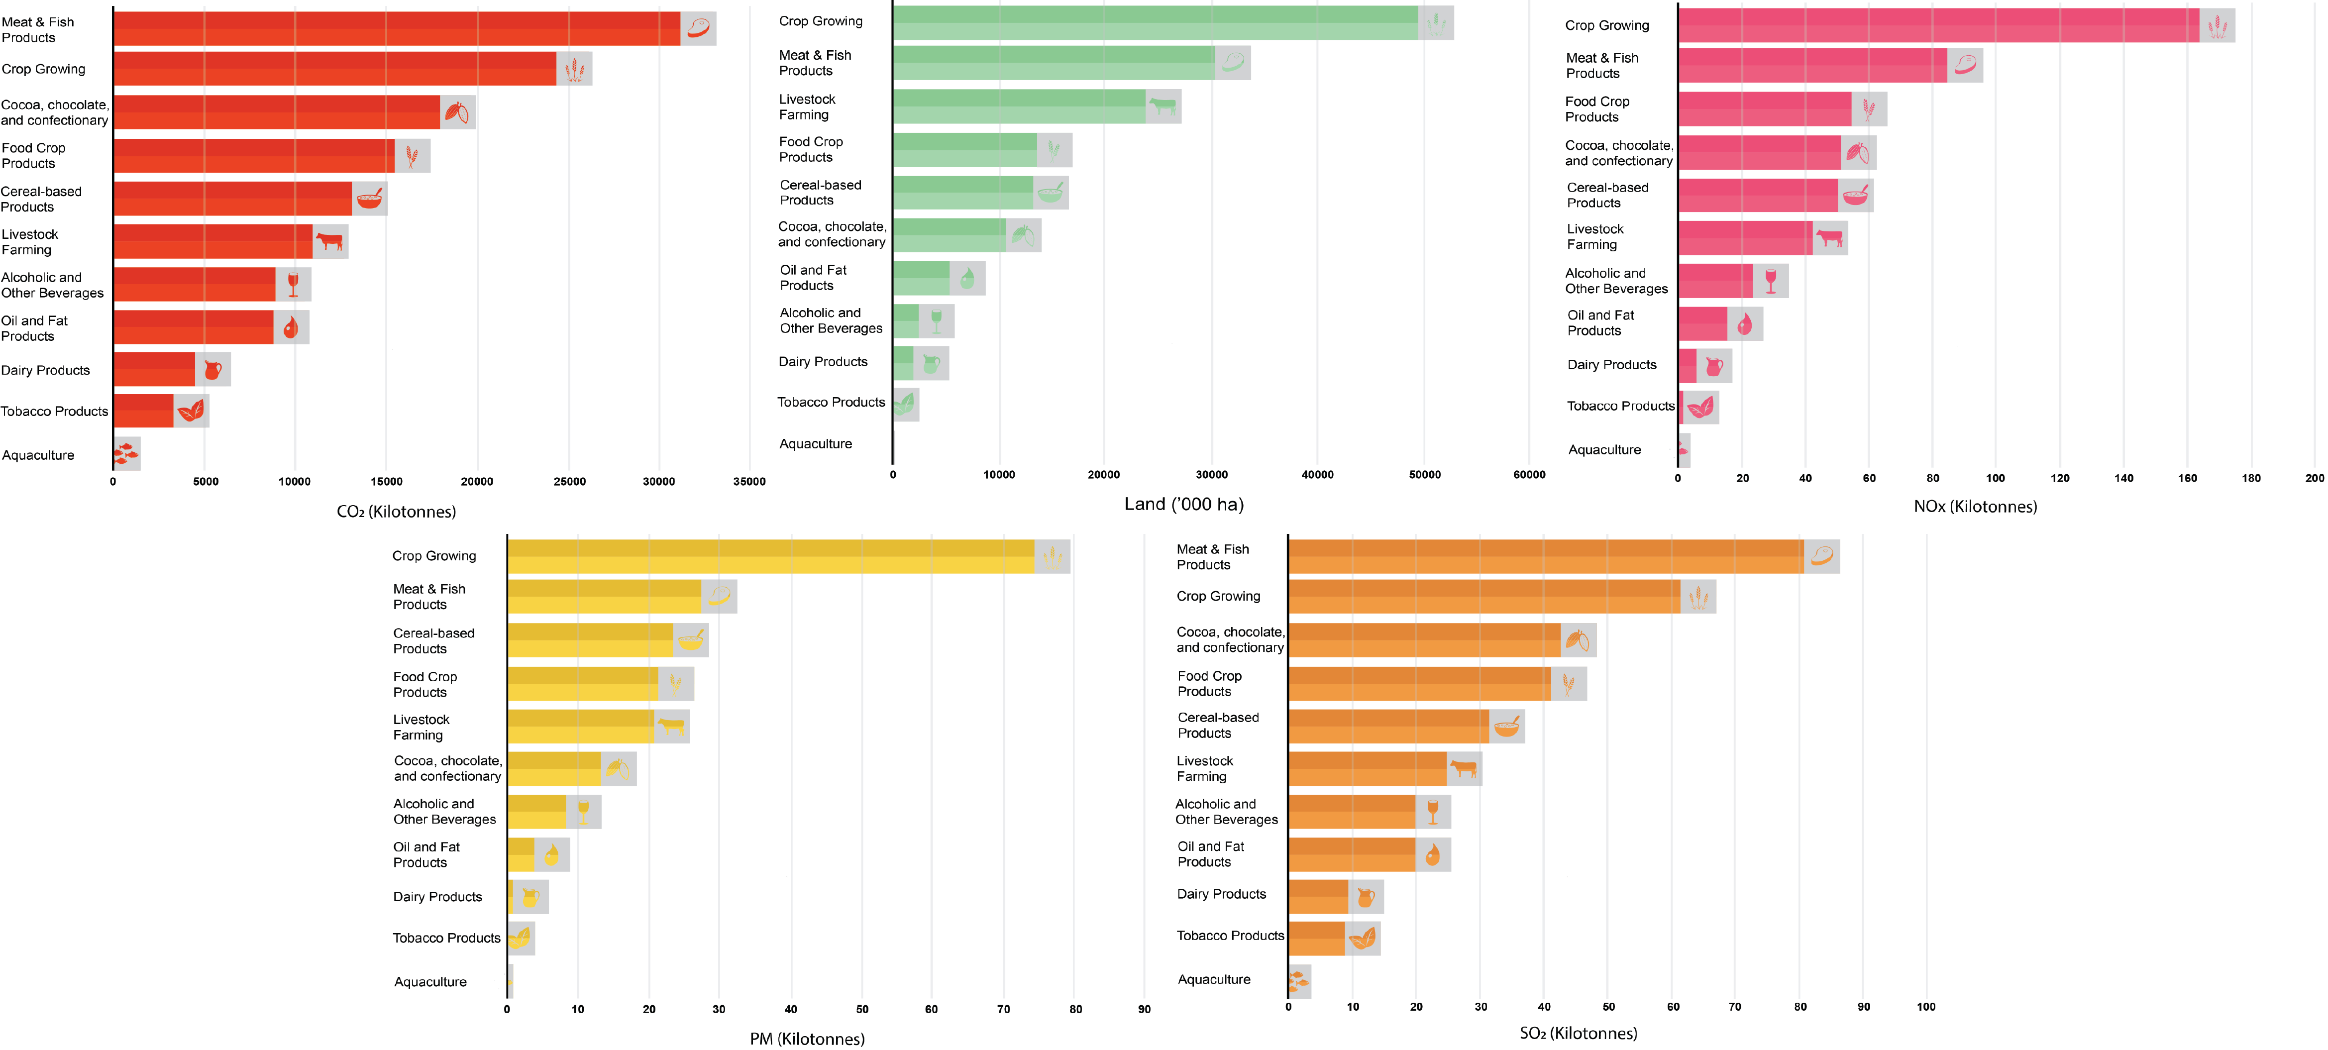 Meat & Fish
Products
Crop Growing
Cocoa, chocolate,
and confectionary
Food Crop
Products
Cereal-based
Products
Livestock
Farming
Alcoholic and
Other Beverages
Oil and Fat
Products
Dairy Products
Tobacco Products
Aquaculture
0 5000 10000 15000 20000 25000 30000 35000
CO₂ (Kilotonnes)
Crop Growing
Meat & Fish
Products
Livestock
Farming
Food Crop
Products
Cereal-based
Products
Cocoa, chocolate,
and confectionary
Oil and Fat
Products
Alcoholic and
Other Beverages
Dairy Products
Tobacco Products
Aquaculture
0 10000 20000 30000 40000 50000 60000
Land (’000 ha)
Crop Growing
Meat & Fish
Products
Food Crop
Products
Cocoa, chocolate,
and confectionary
Cereal-based
Products
Livestock
Farming
Alcoholic and
Other Beverages
Oil and Fat
Products
Dairy Products
Tobacco Products
Aquaculture
0 20 40 60 80 100 120 140 160 180 200
NOx (Kilotonnes)
Crop Growing
Meat & Fish
Products
Cereal-based
Products
Food Crop
Products
Livestock
Farming
Cocoa, chocolate,
and confectionary
Alcoholic and
Other Beverages
Oil and Fat
Products
Dairy Products
Tobacco Products
Aquaculture
0 10 20 30 40 50 60 70 80 90
PM (Kilotonnes)
Meat & Fish
Products
Crop Growing
Cocoa, chocolate,
and confectionary
Food Crop
Products
Cereal-based
Products
Livestock
Farming
Alcoholic and
Other Beverages
Oil and Fat
Products
Dairy Products
Tobacco Products
Aquaculture
0 10 20 30 40 50 60 70 80 90 100
SO₂ (Kilotonnes)